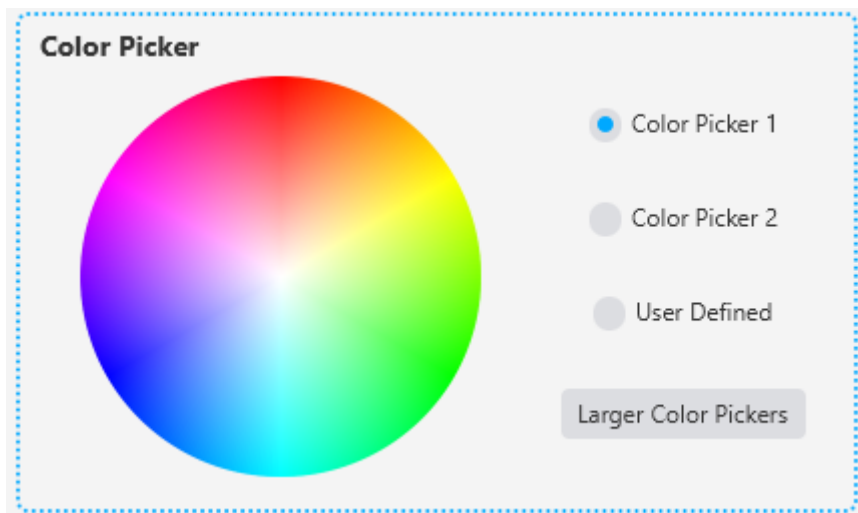 Color Picker
Color Picker 1
Color Picker 2
User Defined
Larger Color Pickers